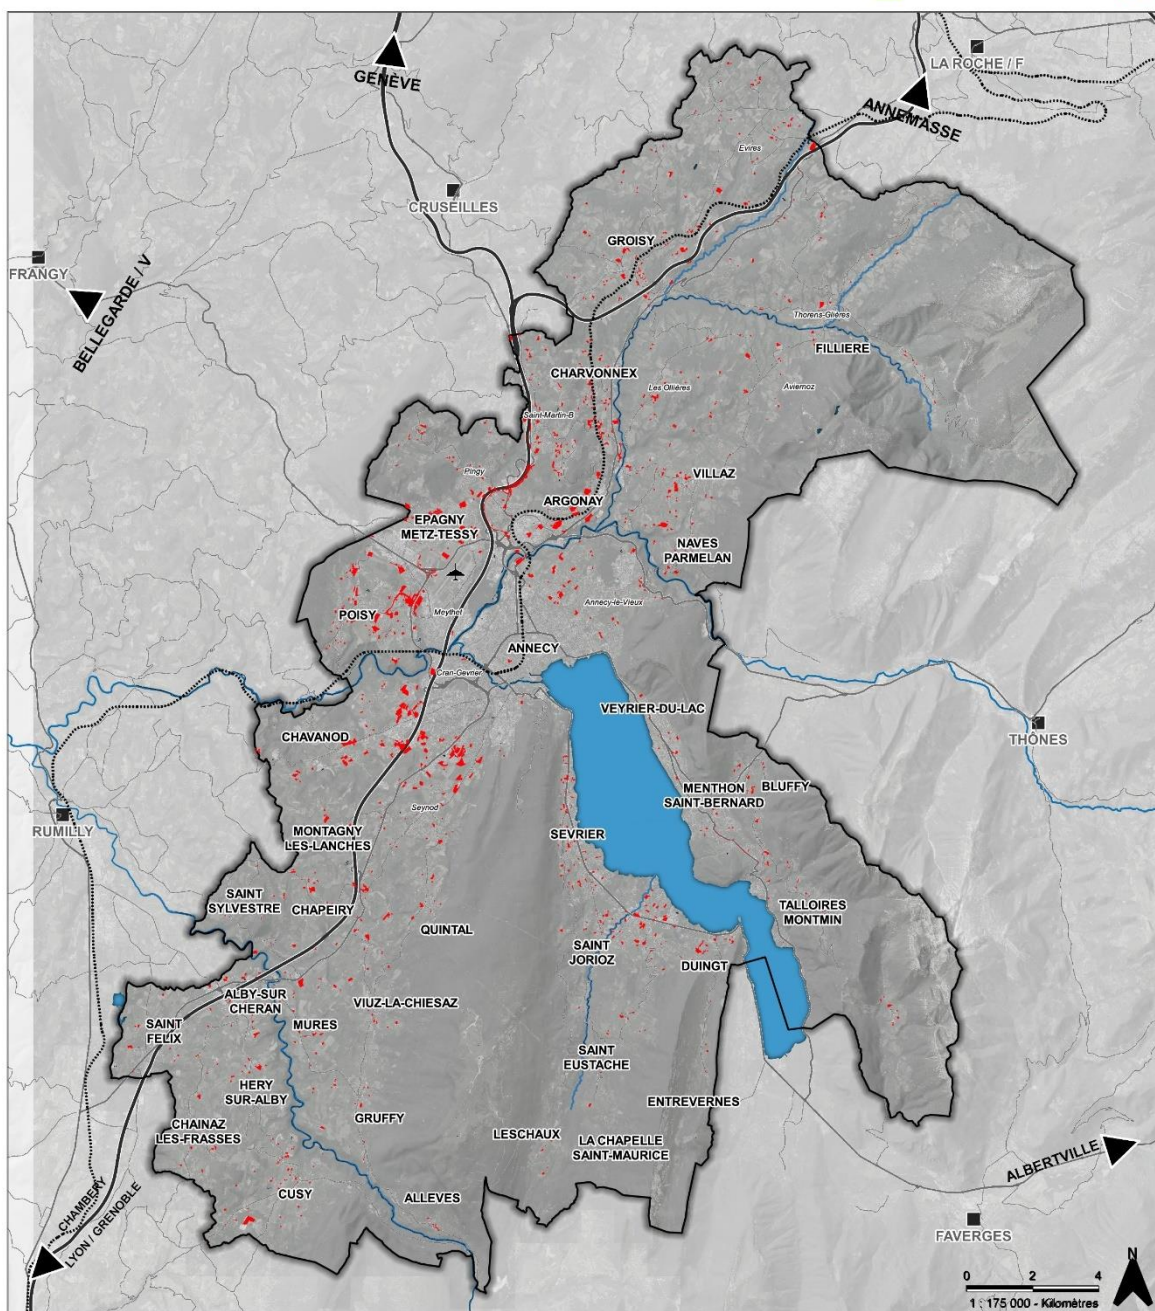 GENÈVE
LA ROCHE / F
ANNEMASSE
Evires
CRUSEILLES
GROISY
FRANGY
BELLEGARDE / V
Thorens-Glières
FILLIERE
CHARVONNEX
Les Ollières
Aviernoz
Saint-Martin-B
Pingy
VILLAZ
ARGONAY
EPAGNY
METZ-TESSY
NAVES
PARMELAN
POISY
Meythet
Annecy-le-Vieux
ANNECY
Cran-Gevrier
VEYRIER-DU-LAC
CHAVANOD
THÔNES
MENTHON
SAINT-BERNARD
BLUFFY
RUMILLY
Seynod
MONTAGNY
LES-LANCHES
SEVRIER
SAINT
SYLVESTRE
CHAPEIRY
TALLOIRES
MONTMIN
QUINTAL
SAINT
JORIOZ
DUINGT
ALBY-SUR
CHERAN
VIUZ-LA-CHIESAZ
SAINT
FELIX
MURES
SAINT
EUSTACHE
HERY
SUR-ALBY
ENTREVERNES
GRUFFY
CHAINAZ
LES-FRASSES
LESCHAUX
LA CHAPELLE
SAINT-MAURICE
ALBERTVILLE
CUSY
ALLEVES
CHAMBERY
LYON / GRENOBLE
FAVERGES
N
0 2 4
1 : 175 000 - Kilomètres